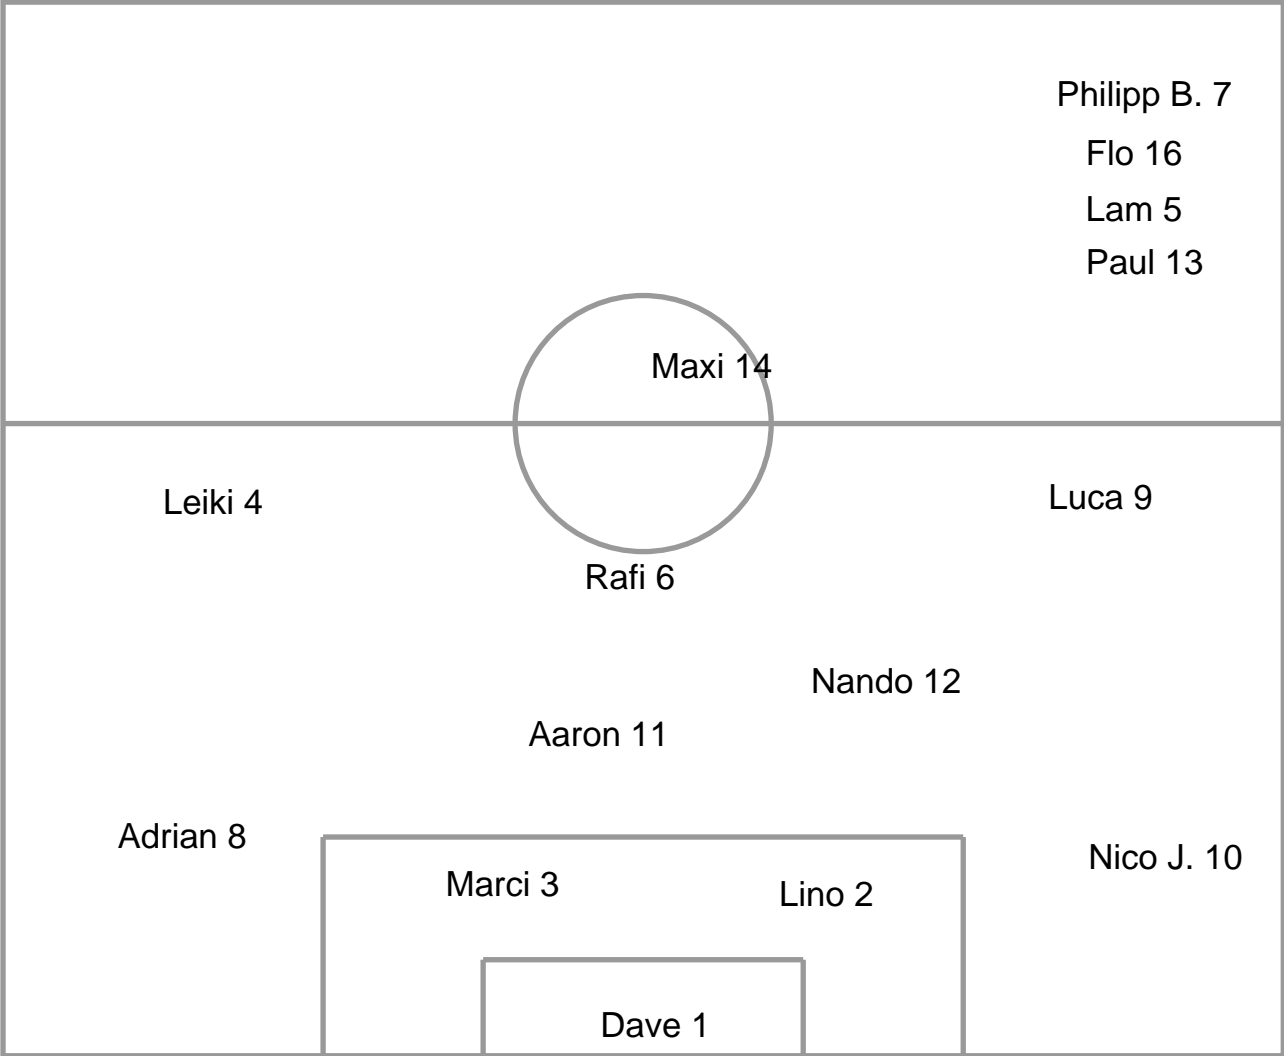 Philipp B. 7
Flo 16
Lam 5
Paul 13
Maxi 14
Leiki 4
Luca 9
Rafi 6
Nando 12
Aaron 11
Adrian 8
Nico J. 10
Marci 3
Lino 2
Dave 1